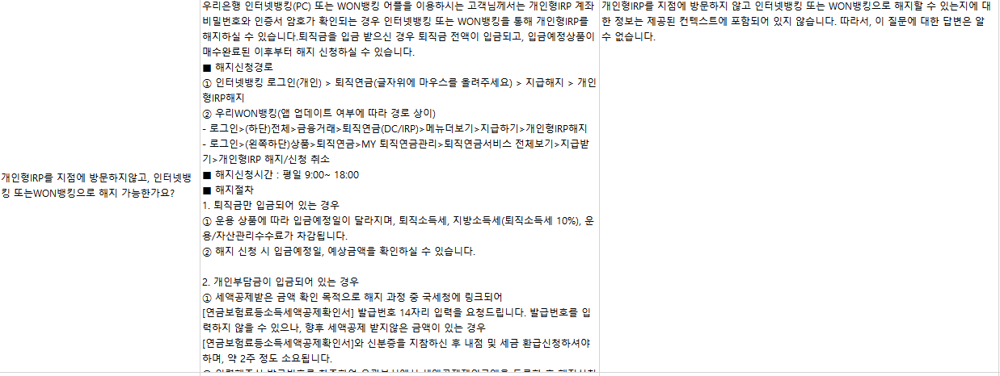 개인형IRP를 지점에 방문하지않고, 인터넷뱅
킹 또는WON뱅킹으로 해지 가능한가요?
우리은행 인터넷뱅킹(PC) 또는 WON뱅킹 어플을 이용하시는 고객님께서는 개인형IRP 계좌
비밀번호와 인증서 암호가 확인되는 경우 인터넷뱅킹 또는 WON뱅킹을 통해 개인형IRP를
해지하실 수 있습니다.퇴직금을 입금 받으신 경우 퇴직금 전액이 입금되고, 입금예정상품이
매수완료된 이후부터 해지 신청하실 수 있습니다.
■ 해지신청경로
① 인터넷뱅킹 로그인(개인) > 퇴직연금(글자위에 마우스를 올려주세요) > 지급해지 > 개인
형IRP해지
② 우리WON뱅킹(앱 업데이트 여부에 따라 경로 상이)
- 로그인>(하단)전체>금융거래>퇴직연금(DC/IRP)>메뉴더보기>지급하기>개인형IRP해지
- 로그인>(왼쪽하단)상품>퇴직연금>MY 퇴직연금관리>퇴직연금서비스 전체보기>지급받
기>개인형IRP 해지/신청 취소
■ 해지신청시간 : 평일 9:00~ 18:00
■ 해지절차
1. 퇴직금만 입금되어 있는 경우
① 운용 상품에 따라 입금예정일이 달라지며, 퇴직소득세, 지방소득세(퇴직소득세 10%), 운
용/자산관리수수료가 차감됩니다.
② 해지 신청 시 입금예정일, 예상금액을 확인하실 수 있습니다.
2. 개인부담금이 입금되어 있는 경우
① 세액공제받은 금액 확인 목적으로 해지 과정 중 국세청에 링크되어
[연금보험료등소득세액공제확인서] 발급번호 14자리 입력을 요청드립니다. 발급번호를 입
력하지 않을 수 있으나, 향후 세액공제 받지않은 금액이 있는 경우
[연금보험료등소득세액공제확인서]와 신분증을 지참하신 후 내점 및 세금 환급신청하셔야
하며, 약 2주 정도 소요됩니다.
개인형IRP를 지점에 방문하지 않고 인터넷뱅킹 또는 WON뱅킹으로 해지할 수 있는지에 대
한 정보는 제공된 컨텍스트에 포함되어 있지 않습니다. 따라서, 이 질문에 대한 답변은 알
수 없습니다.